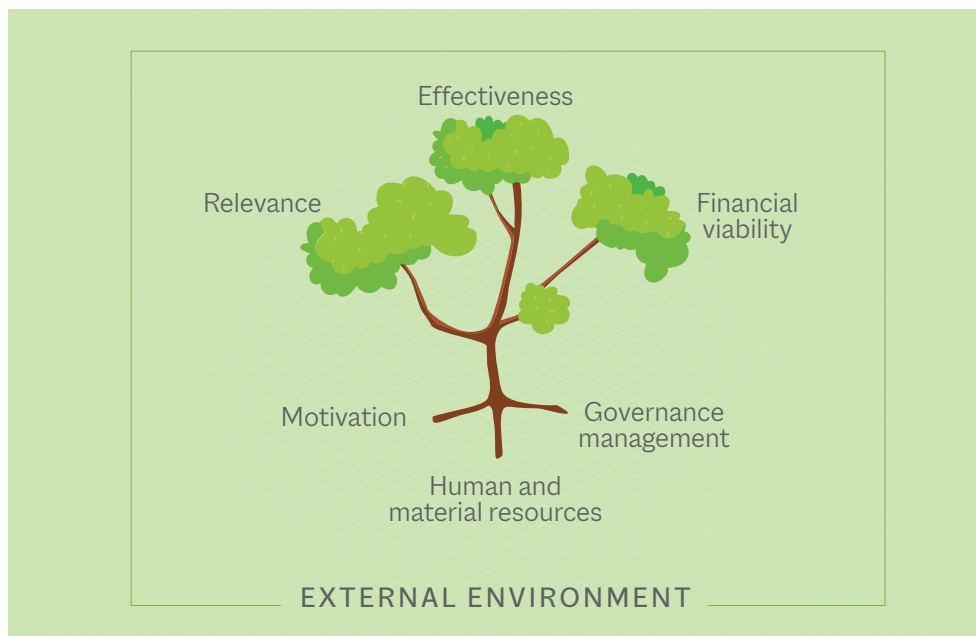 Effectiveness
Relevance
Financial
viability
Motivation
Governance
management
Human and
material resources
EXTERNAL ENVIRONMENT